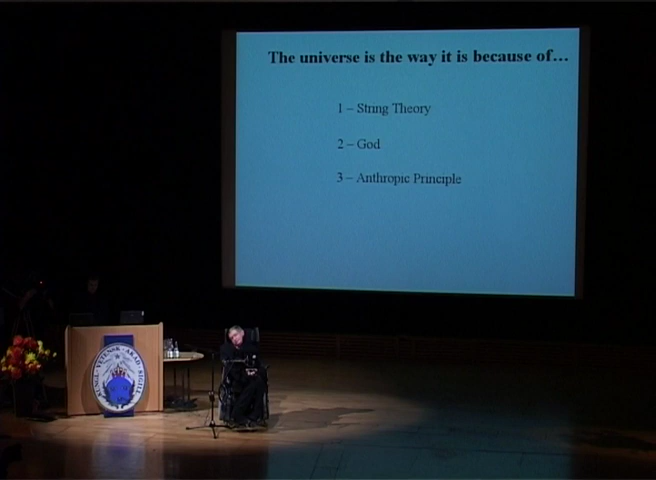 The universe is the way it is because of…
1 – String Theory
2 – God
3 – Anthropic Principle